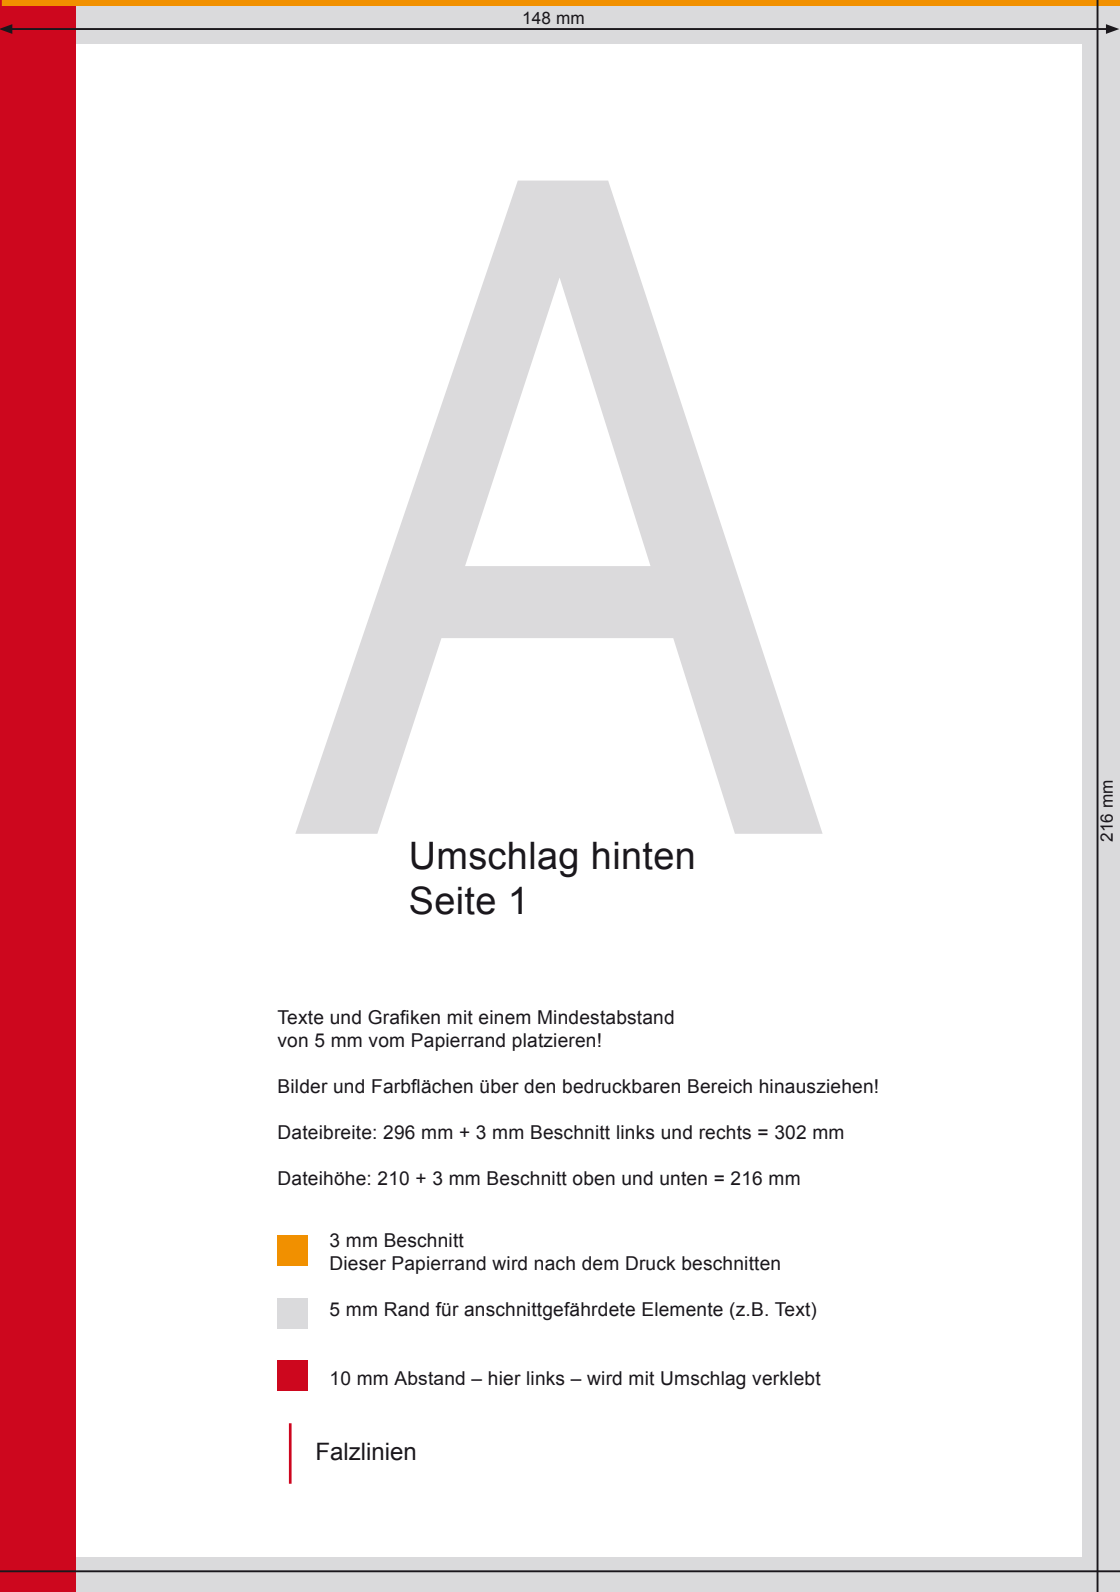 148 mm
A
216 mm
Umschlag hinten
Seite 1
Texte und Grafiken mit einem Mindestabstand
von 5 mm vom Papierrand platzieren!
Bilder und Farbflächen über den bedruckbaren Bereich hinausziehen!
Dateibreite: 296 mm + 3 mm Beschnitt links und rechts = 302 mm
Dateihöhe: 210 + 3 mm Beschnitt oben und unten = 216 mm
3 mm Beschnitt
Dieser Papierrand wird nach dem Druck beschnitten
5 mm Rand für anschnittgefährdete Elemente (z.B. Text)
10 mm Abstand – hier links – wird mit Umschlag verklebt
Falzlinien